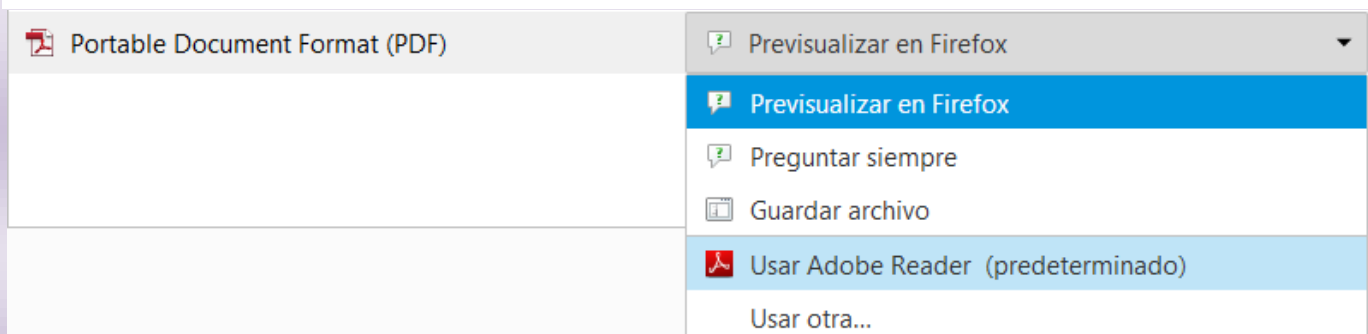 Portable Document Format (PDF)
Previsualizar en Firefox
Previsualizar en Firefox
Preguntar siempre
Guardar archivo
Usar Adobe Reader (predeterminado)
Usar otra...